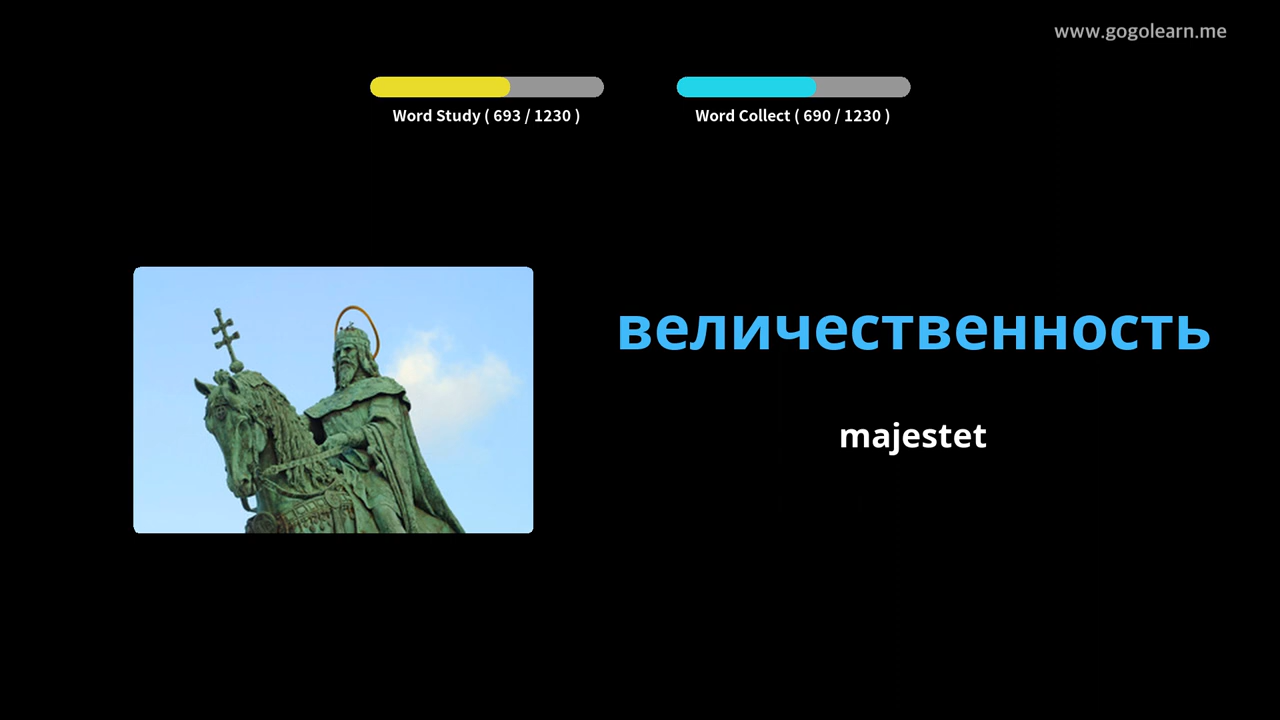 www.gogolearn.me
Word Study ( 693 / 1230 )
Word Collect ( 690 / 1230 )
величественность
majestet